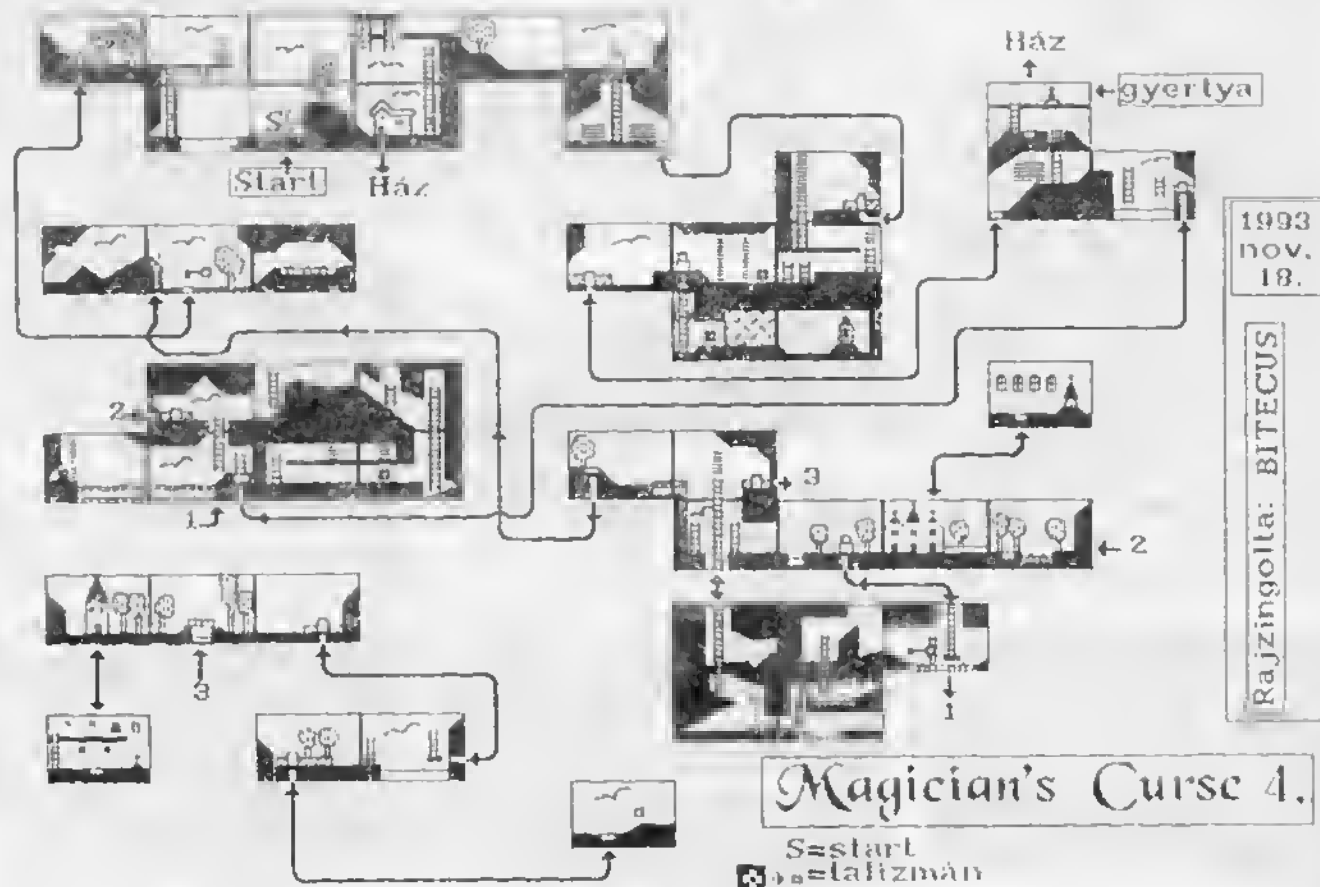 Ház
gyertya
S
Start
Ház
1993
nov.
18.
2
3
1
2
3
1
Rajzingolta: BITECUS
Magician's Curse 4.
S=start
=talizmán